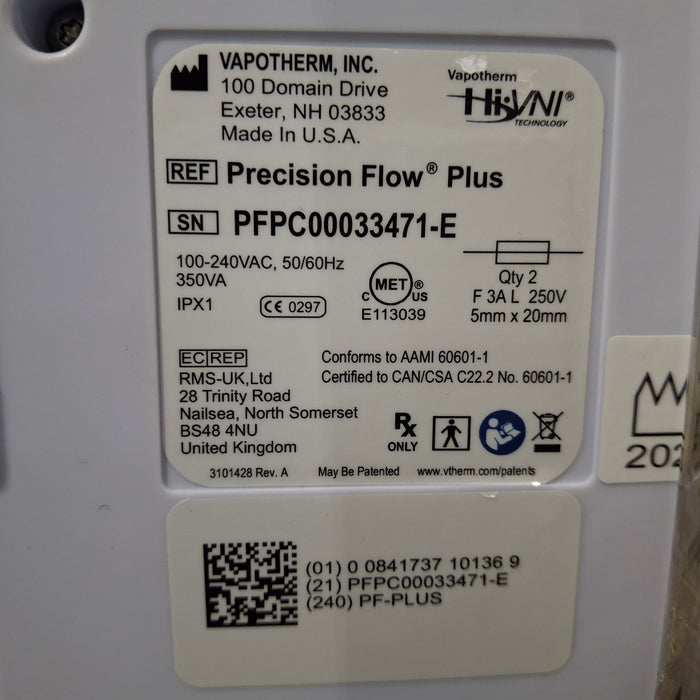 VAPOTHERM, INC.
100 Domain Drive
Exeter, NH 03833
Made In U.S.A.
Vapotherm
Hi-VNI®
TECHNOLOGY
REF Precision Flow® Plus
SN PFPC00033471-E
100-240VAC, 50/60Hz
350VA
IPX1
CE 0297
C MET® US
E113039
Qty 2
F 3A L 250V
5mm x 20mm
EC REP
RMS-UK,Ltd
28 Trinity Road
Nailsea, North Somerset
BS48 4NU
United Kingdom
Conforms to AAMI 60601-1
Certified to CAN/CSA C22.2 No. 60601-1
Rx
ONLY
3101428 Rev. A May Be Patented www.vtherm.com/patents
(01) 0 0841737 10136 9
(21) PFPC00033471-E
(240) PF-PLUS